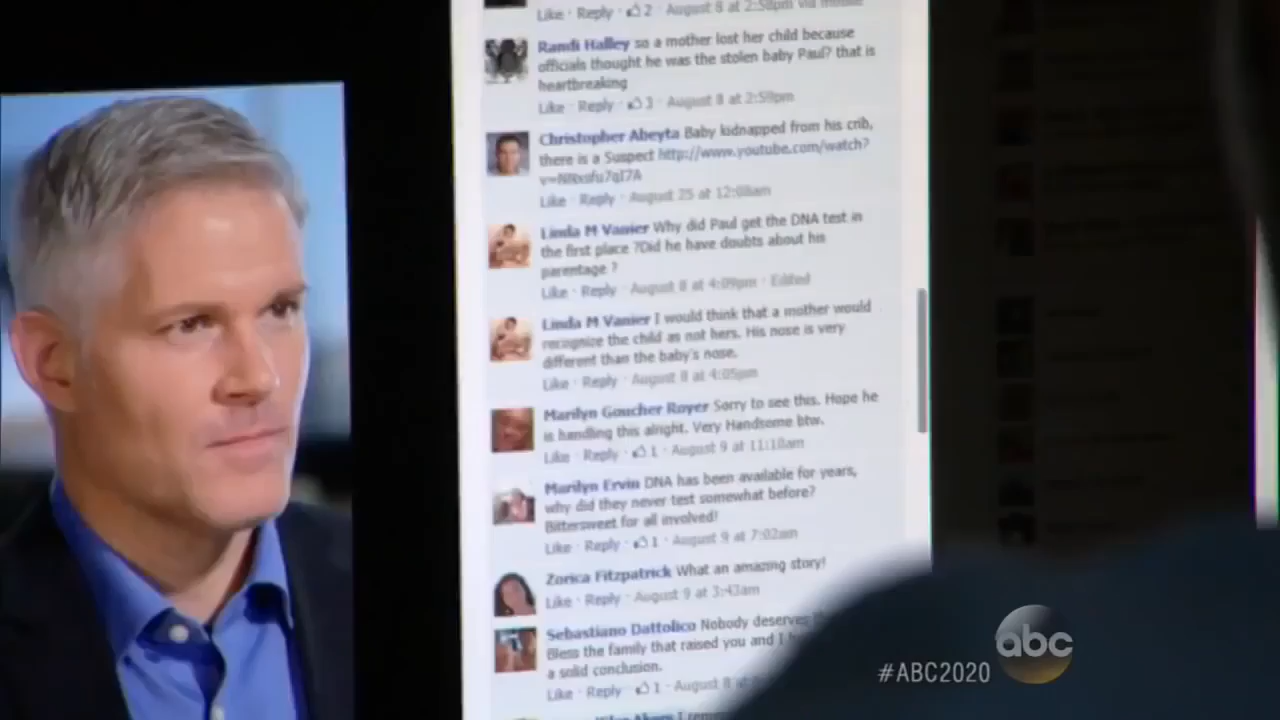 Like · Reply · 2 · August 8 at 2:58pm via mobile
Randi Halley so a mother lost her child because
officials thought he was the stolen baby Paul? that is
heartbreaking
Like · Reply · 3 · August 8 at 2:59pm
Christopher Abeyta Baby kidnapped from his crib,
there is a Suspect http://www.youtube.com/watch?
Like · Reply · August 25 at 12:08am
Linda M Vanier Why did Paul get the DNA test in
the first place ?Did he have doubts about his
parentage ?
Like · Reply · August 8 at 4:09pm · Edited
Linda M Vanier I would think that a mother would
recognize the child as not hers. His nose is very
different than the baby's nose.
Like · Reply · August 8 at 4:05pm
Marilyn Goucher Royer Sorry to see this. Hope he
is handling this alright. Very Handsome btw.
Like · Reply · 1 · August 9 at 11:18am
Marilyn Ervin DNA has been available for years,
why did they never test somewhat before?
Bittersweet for all involved!
Like · Reply · 1 · August 9 at 7:02am
Zorica Fitzpatrick What an amazing story!
Like · Reply · August 9 at 3:43am
Sebastiano Dattolico Nobody deserves
Bless the family that raised you and I
a solid conclusion.
Like · Reply · 1 · August 8
abc
#ABC2020